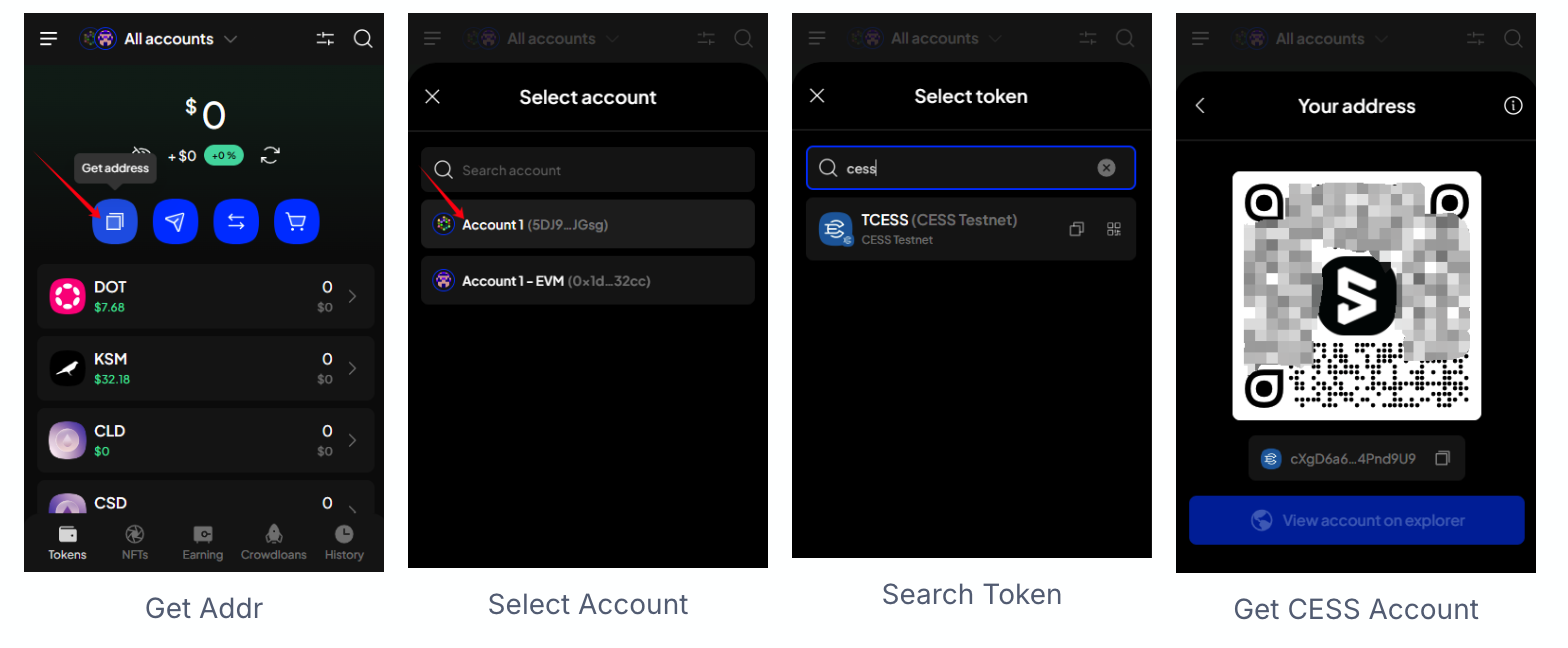 All accounts
$ 0
+ $0 +0 %
Get address
DOT 0
$7.68 $0
KSM 0
$32.18 $0
CLD 0
$0 $0
CSD 0
Tokens NFTs Earning Crowdloans History
Get Addr
All accounts
Select account
Search account
Account 1 (5DJ9...JGsg)
Account 1 - EVM (0x1d...32cc)
Select Account
All accounts
Select token
cess
TCESS (CESS Testnet)
CESS Testnet
Search Token
All accounts
Your address
cXgD6a6...4Pnd9U9
View account on explorer
Get CESS Account